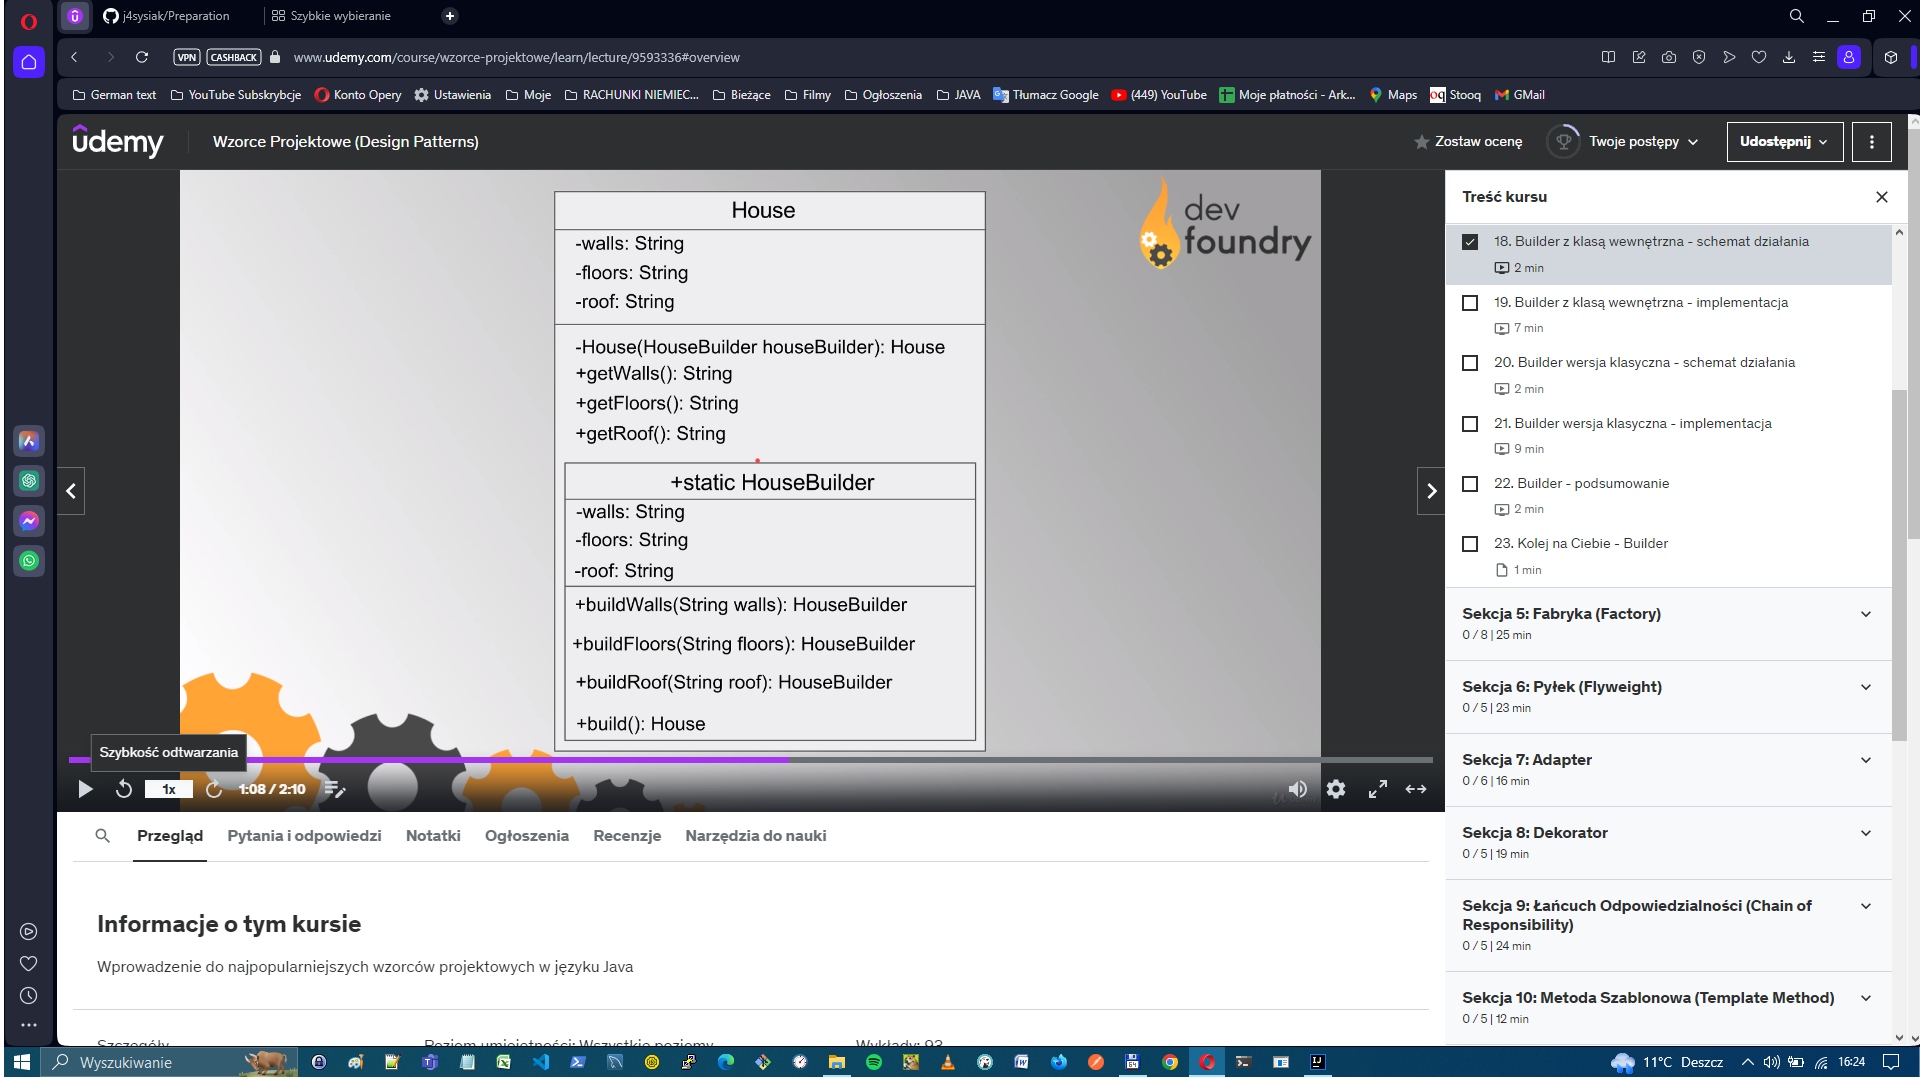 j4sysiak/Preparation
Szybkie wybieranie
VPN
CASHBACK
www.udemy.com/course/wzorce-projektowe/learn/lecture/9593336#overview
German text
YouTube Subskrybcje
Konto Opery
Ustawienia
Moje
RACHUNKI NIEMIEC...
Bieżące
Filmy
Ogłoszenia
JAVA
Tłumacz Google
(449) YouTube
Moje płatności - Ark...
Maps
oq Stooq
GMail
udemy
Wzorce Projektowe (Design Patterns)
Zostaw ocenę
Twoje postępy
Udostępnij
House
-walls: String
-floors: String
-roof: String
-House(HouseBuilder houseBuilder): House
+getWalls(): String
+getFloors(): String
+getRoof(): String
+static HouseBuilder
-walls: String
-floors: String
-roof: String
+buildWalls(String walls): HouseBuilder
+buildFloors(String floors): HouseBuilder
+buildRoof(String roof): HouseBuilder
+build(): House
dev
foundry
Szybkość odtwarzania
1x
1:08 / 2:10
Treść kursu
18. Builder z klasą wewnętrzna - schemat działania
2 min
19. Builder z klasą wewnętrzna - implementacja
7 min
20. Builder wersja klasyczna - schemat działania
2 min
21. Builder wersja klasyczna - implementacja
9 min
22. Builder - podsumowanie
2 min
23. Kolej na Ciebie - Builder
1 min
Sekcja 5: Fabryka (Factory)
0 / 8 | 25 min
Sekcja 6: Pyłek (Flyweight)
0 / 5 | 23 min
Sekcja 7: Adapter
0 / 6 | 16 min
Sekcja 8: Dekorator
0 / 5 | 19 min
Sekcja 9: Łańcuch Odpowiedzialności (Chain of
Responsibility)
0 / 5 | 24 min
Sekcja 10: Metoda Szablonowa (Template Method)
0 / 5 | 12 min
Przegląd
Pytania i odpowiedzi
Notatki
Ogłoszenia
Recenzje
Narzędzia do nauki
Informacje o tym kursie
Wprowadzenie do najpopularniejszych wzorców projektowych w języku Java
Szczegóły
Poziom umiejętności: Wszystkie poziomy
Wykłady: 93
Wyszukiwanie
11°C Deszcz
16:24